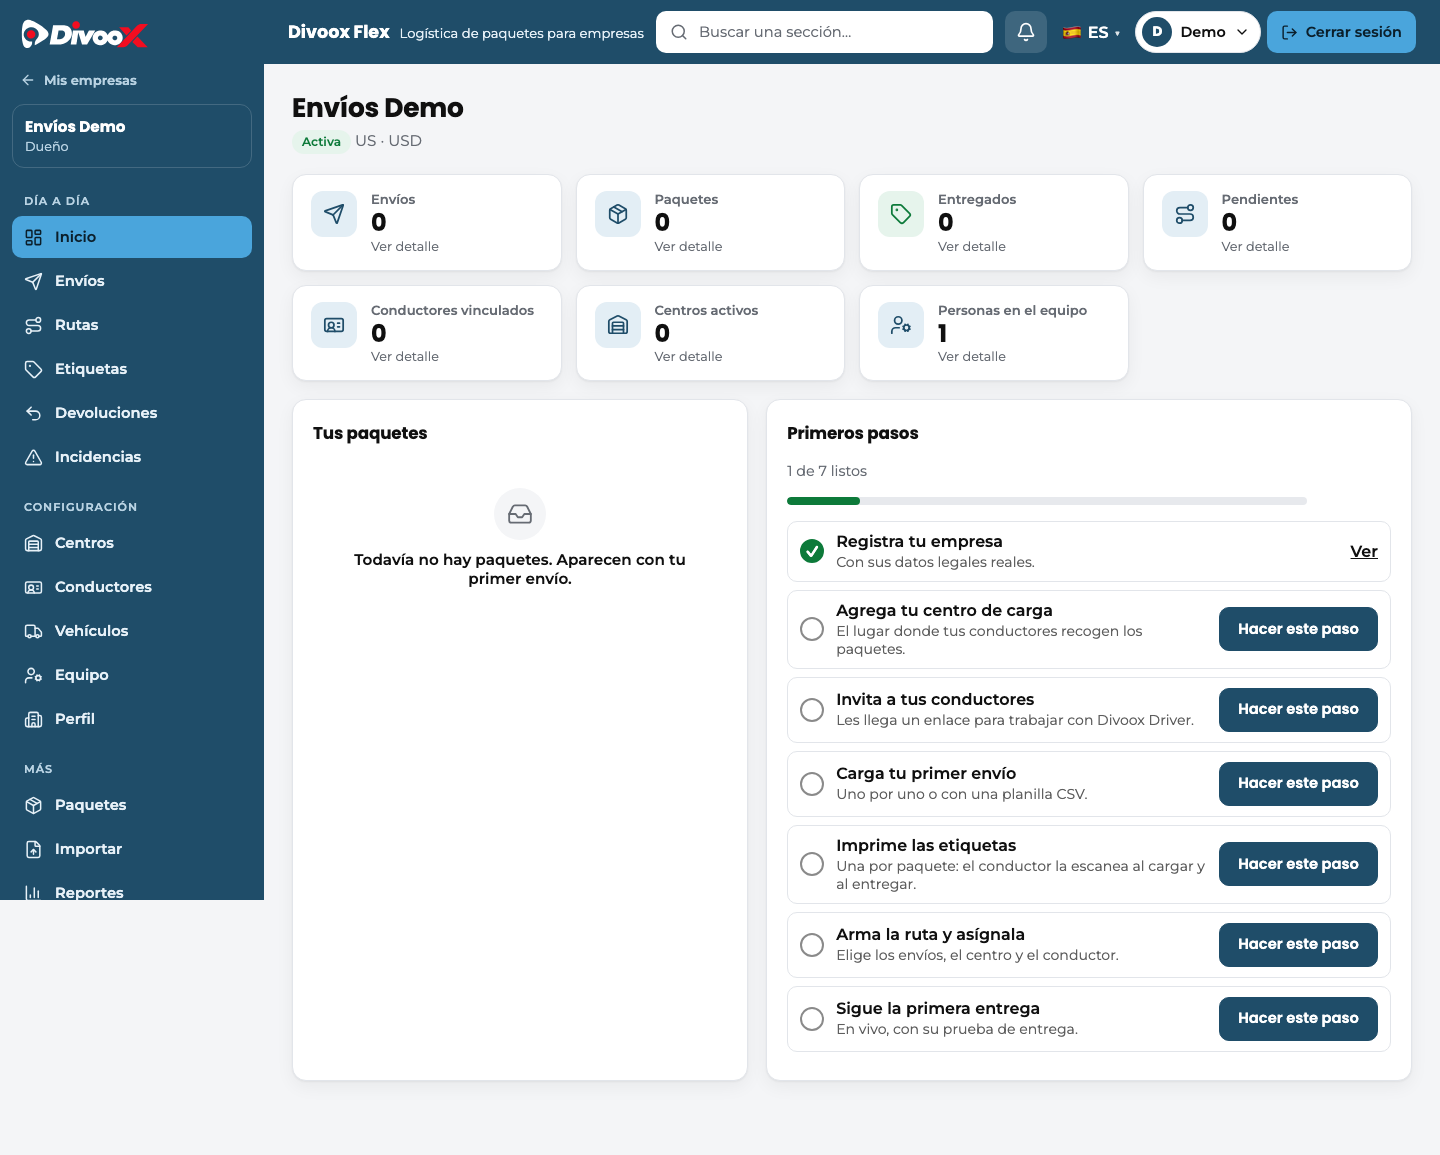 DivooX
Divoox Flex
Logística de paquetes para empresas
Buscar una sección...
ES
D
Demo
Cerrar sesión
Mis empresas
Envíos Demo
Dueño
DÍA A DÍA
Inicio
Envíos
Rutas
Etiquetas
Devoluciones
Incidencias
CONFIGURACIÓN
Centros
Conductores
Vehículos
Equipo
Perfil
MÁS
Paquetes
Importar
Reportes
Envíos Demo
Activa US · USD
Envíos
0
Ver detalle
Paquetes
0
Ver detalle
Entregados
0
Ver detalle
Pendientes
0
Ver detalle
Conductores vinculados
0
Ver detalle
Centros activos
0
Ver detalle
Personas en el equipo
1
Ver detalle
Tus paquetes
Todavía no hay paquetes. Aparecen con tu
primer envío.
Primeros pasos
1 de 7 listos
Registra tu empresa
Con sus datos legales reales.
Ver
Agrega tu centro de carga
El lugar donde tus conductores recogen los
paquetes.
Hacer este paso
Invita a tus conductores
Les llega un enlace para trabajar con Divoox Driver.
Hacer este paso
Carga tu primer envío
Uno por uno o con una planilla CSV.
Hacer este paso
Imprime las etiquetas
Una por paquete: el conductor la escanea al cargar y
al entregar.
Hacer este paso
Arma la ruta y asígnala
Elige los envíos, el centro y el conductor.
Hacer este paso
Sigue la primera entrega
En vivo, con su prueba de entrega.
Hacer este paso